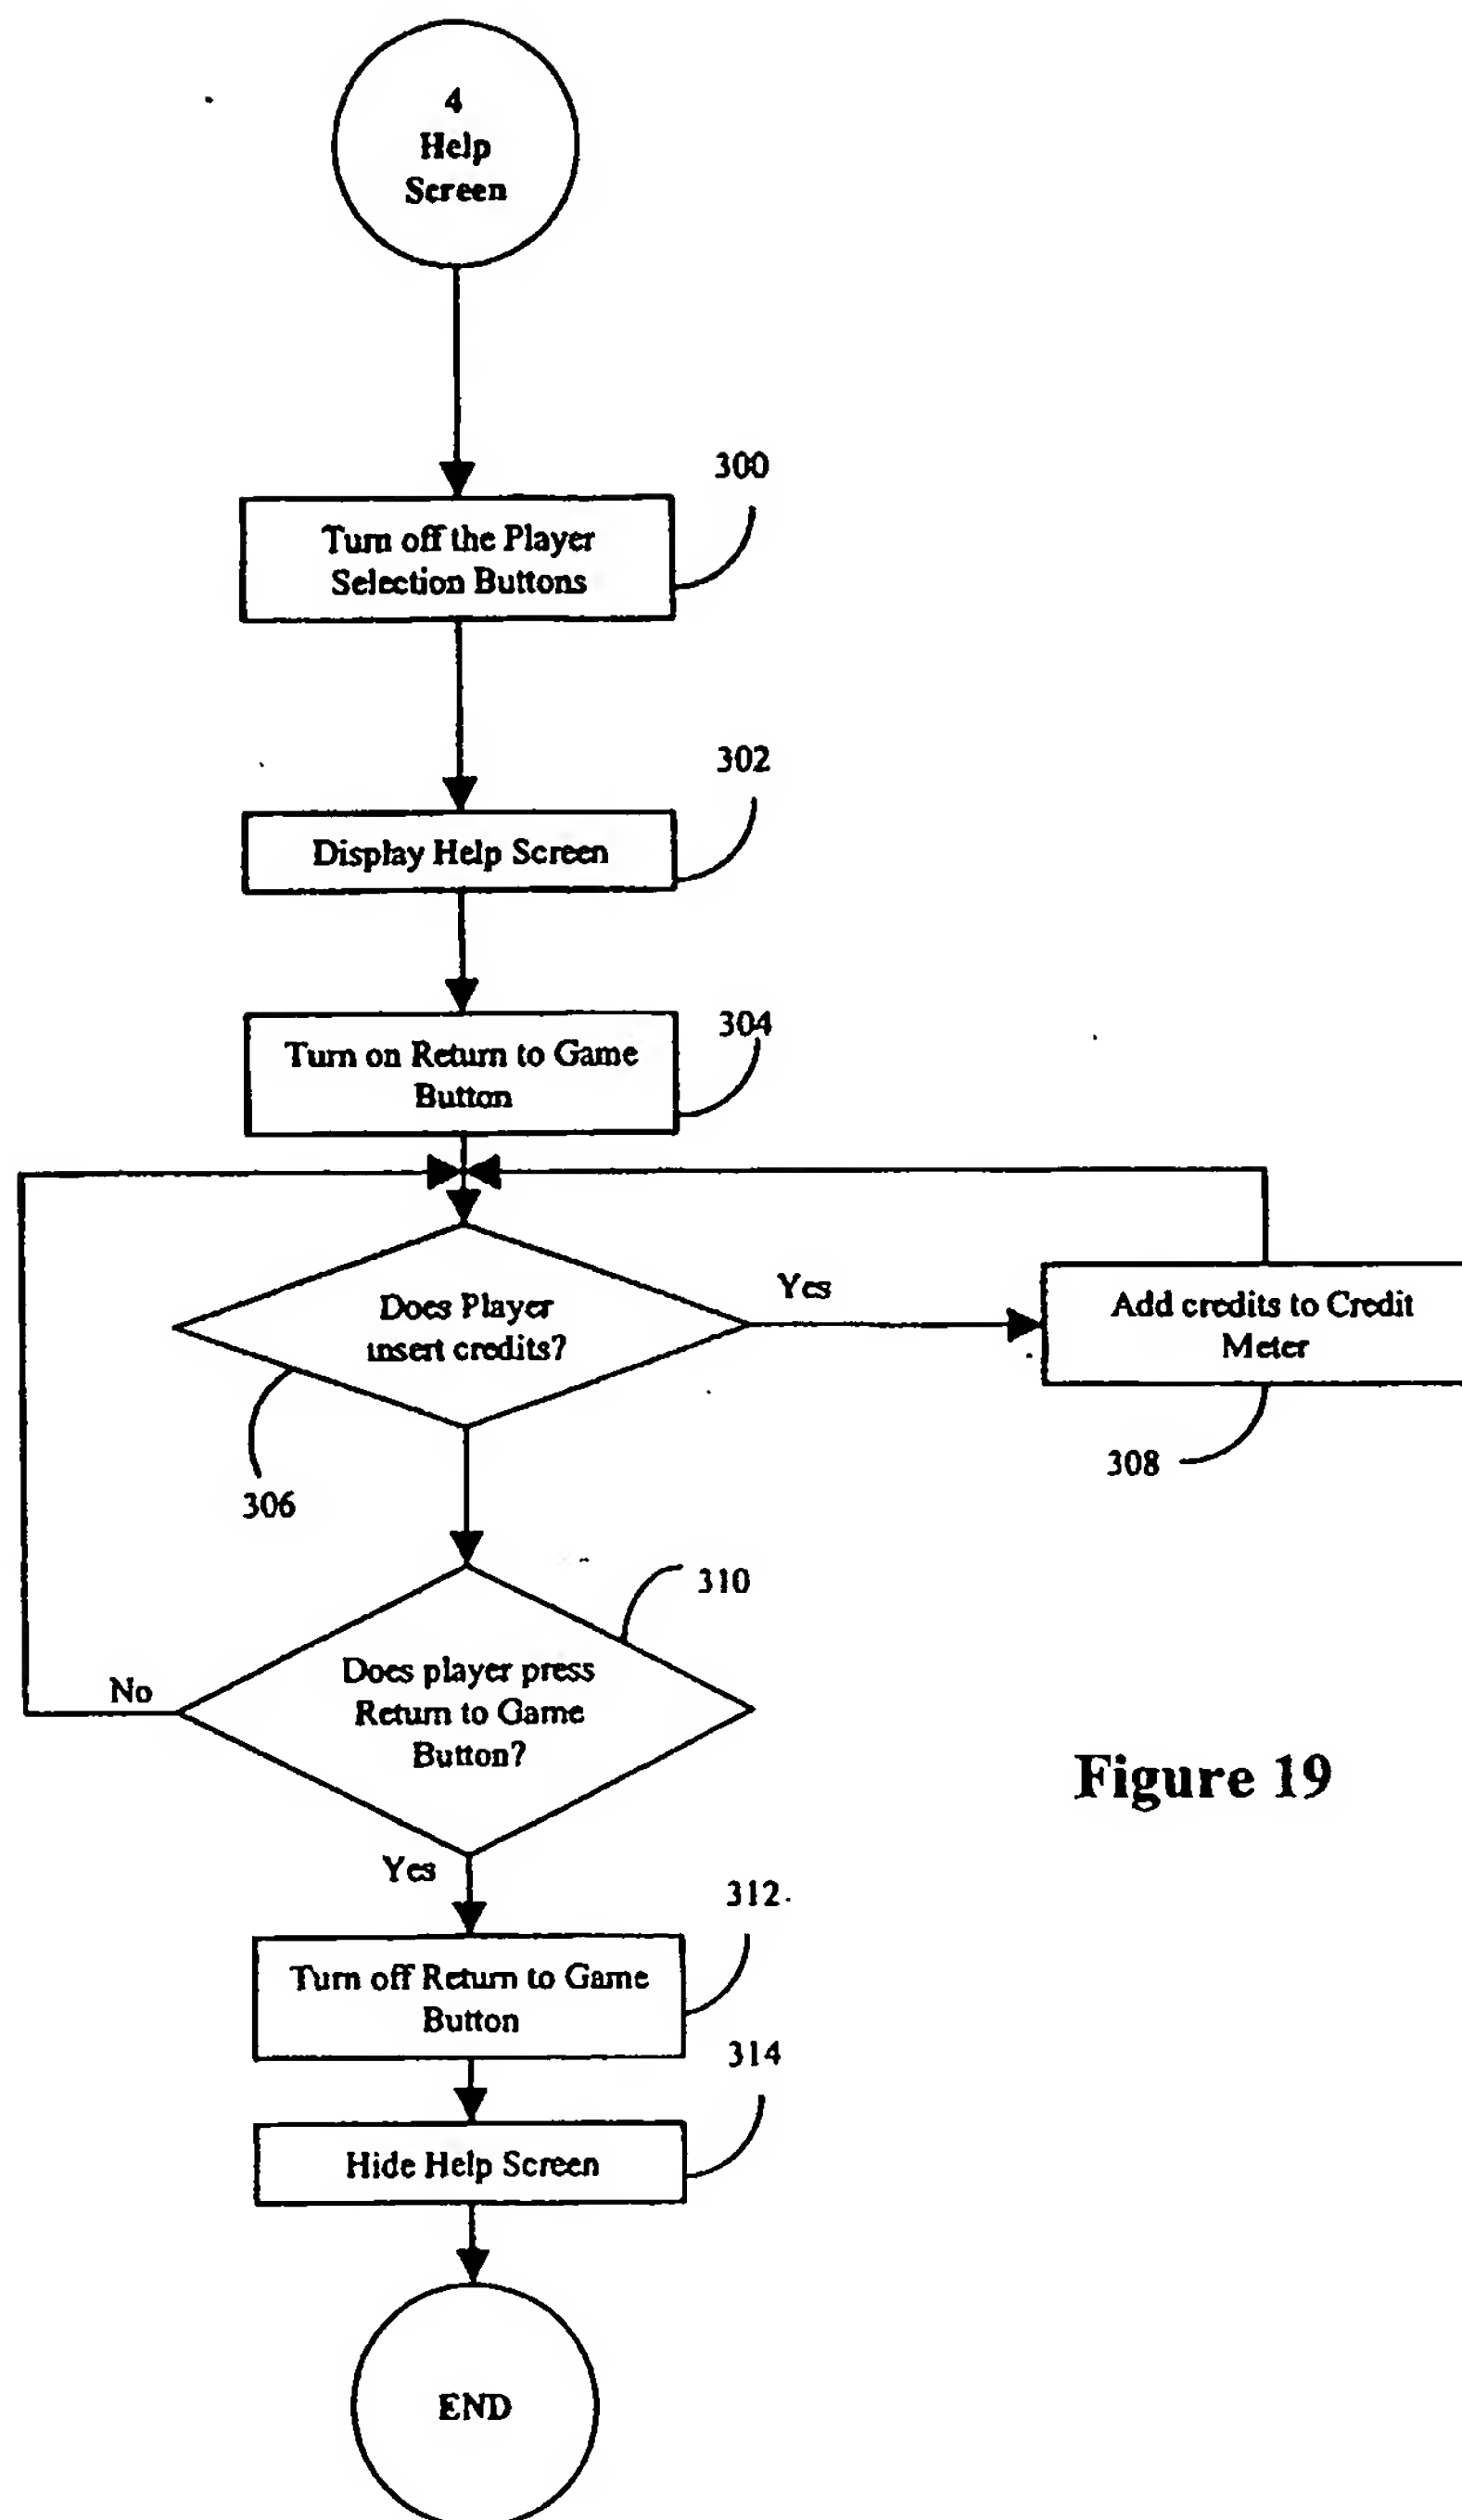 4
Help
Screen
300
Turn off the Player
Selection Buttons
302
Display Help Screen
304
Turn on Return to Game
Button
Does Player
insert credits?
Yes
Add credits to Credit
Meter
306
308
310
Does player press
Return to Game
Button?
No
Yes
Figure 19
312
Turn off Return to Game
Button
314
Hide Help Screen
END